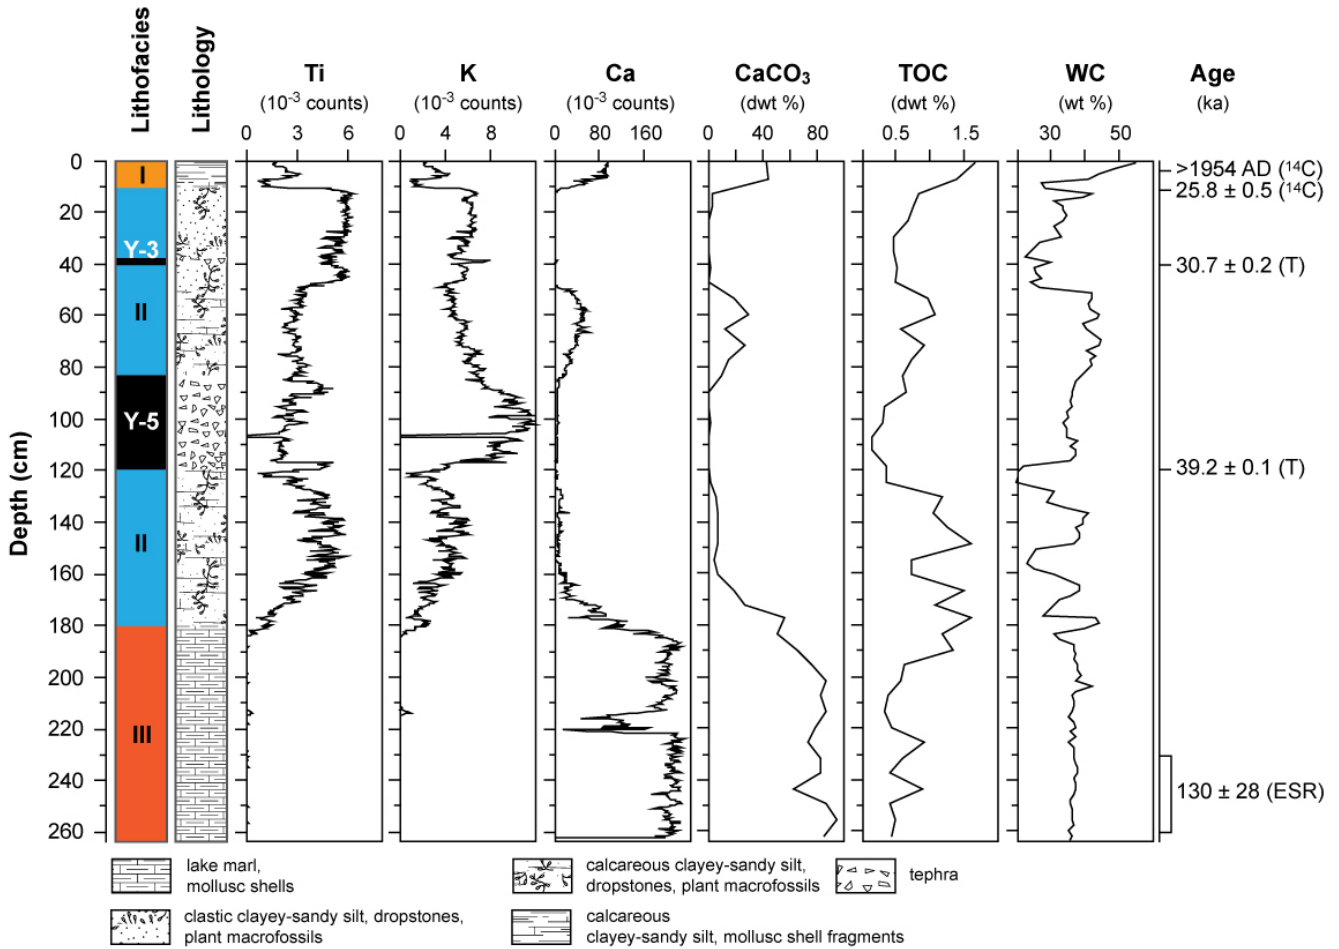 Lithofacies
Lithology
Ti
(10⁻³ counts)
0 3 6
K
(10⁻³ counts)
0 4 8
Ca
(10⁻³ counts)
0 80 160
CaCO₃
(dwt %)
0 40 80
TOC
(dwt %)
0.5 1.5
WC
(wt %)
30 50
Age
(ka)
Depth (cm)
0
20
40
60
80
100
120
140
160
180
200
220
240
260
I
Y-3
II
Y-5
II
III
>1954 AD (¹⁴C)
25.8 ± 0.5 (¹⁴C)
30.7 ± 0.2 (T)
39.2 ± 0.1 (T)
130 ± 28 (ESR)
lake marl,
mollusc shells
clastic clayey-sandy silt, dropstones,
plant macrofossils
calcareous clayey-sandy silt,
dropstones, plant macrofossils
calcareous
clayey-sandy silt, mollusc shell fragments
tephra